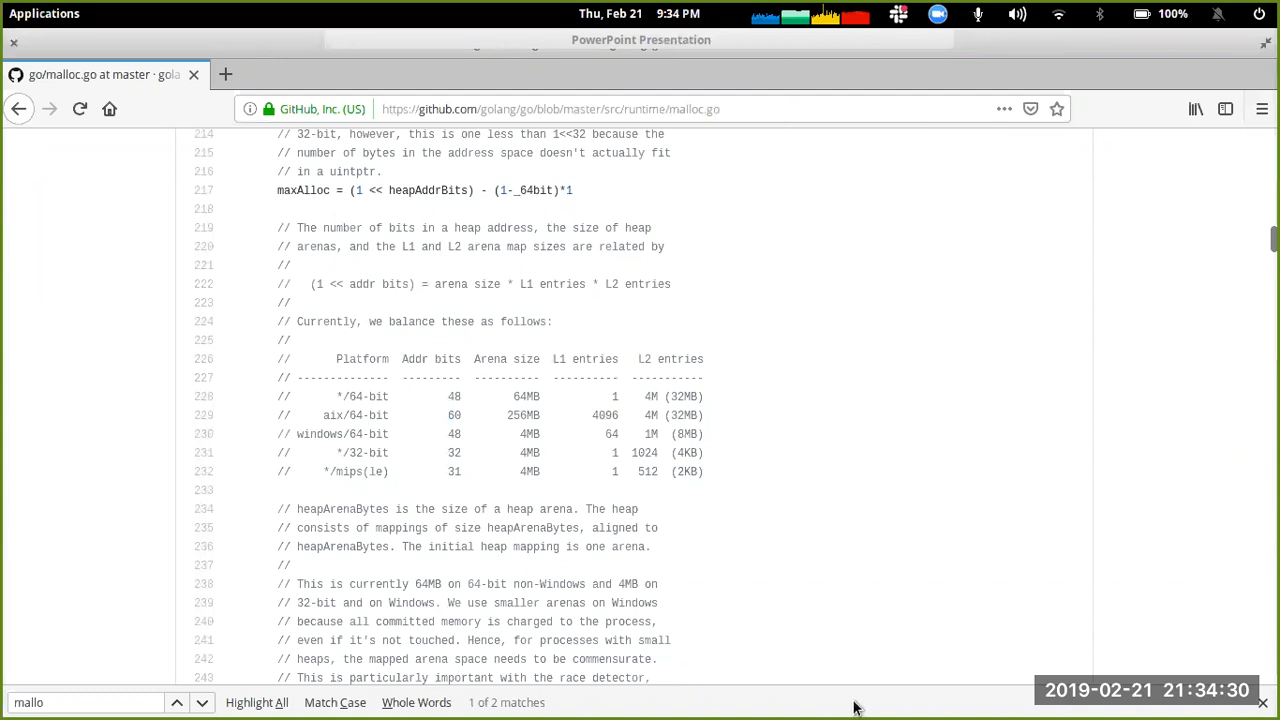 Applications
Thu, Feb 21 9:34 PM
100%
PowerPoint Presentation
go/malloc.go at master · gola
GitHub, Inc. (US)
https://github.com/golang/go/blob/master/src/runtime/malloc.go
214 // 32-bit, however, this is one less than 1<<32 because the
215 // number of bytes in the address space doesn't actually fit
216 // in a uintptr.
217 maxAlloc = (1 << heapAddrBits) - (1-_64bit)*1
218
219 // The number of bits in a heap address, the size of heap
220 // arenas, and the L1 and L2 arena map sizes are related by
221 //
222 // (1 << addr bits) = arena size * L1 entries * L2 entries
223 //
224 // Currently, we balance these as follows:
225 //
226 // Platform Addr bits Arena size L1 entries L2 entries
227 // -------------- --------- ---------- ---------- -----------
228 // */64-bit 48 64MB 1 4M (32MB)
229 // aix/64-bit 60 256MB 4096 4M (32MB)
230 // windows/64-bit 48 4MB 64 1M (8MB)
231 // */32-bit 32 4MB 1 1024 (4KB)
232 // */mips(le) 31 4MB 1 512 (2KB)
233
234 // heapArenaBytes is the size of a heap arena. The heap
235 // consists of mappings of size heapArenaBytes, aligned to
236 // heapArenaBytes. The initial heap mapping is one arena.
237 //
238 // This is currently 64MB on 64-bit non-Windows and 4MB on
239 // 32-bit and on Windows. We use smaller arenas on Windows
240 // because all committed memory is charged to the process,
241 // even if it's not touched. Hence, for processes with small
242 // heaps, the mapped arena space needs to be commensurate.
243 // This is particularly important with the race detector,
2019-02-21 21:34:30
mallo
Highlight All
Match Case
Whole Words
1 of 2 matches